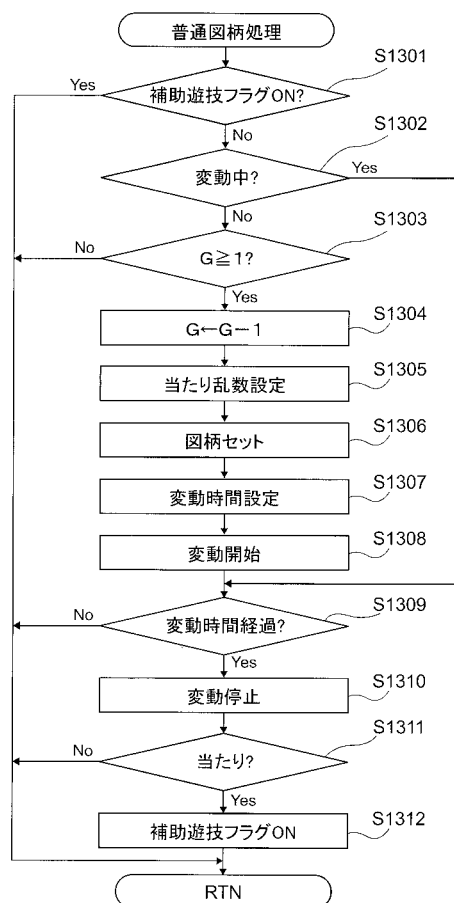 普通図柄処理
S1301
Yes
補助遊技フラグON?
No
S1302
変動中?
Yes
No
S1303
No
G≧1?
Yes
S1304
G←G－1
S1305
当たり乱数設定
S1306
図柄セット
S1307
変動時間設定
S1308
変動開始
S1309
No
変動時間経過?
Yes
S1310
変動停止
S1311
No
当たり?
Yes
S1312
補助遊技フラグON
RTN